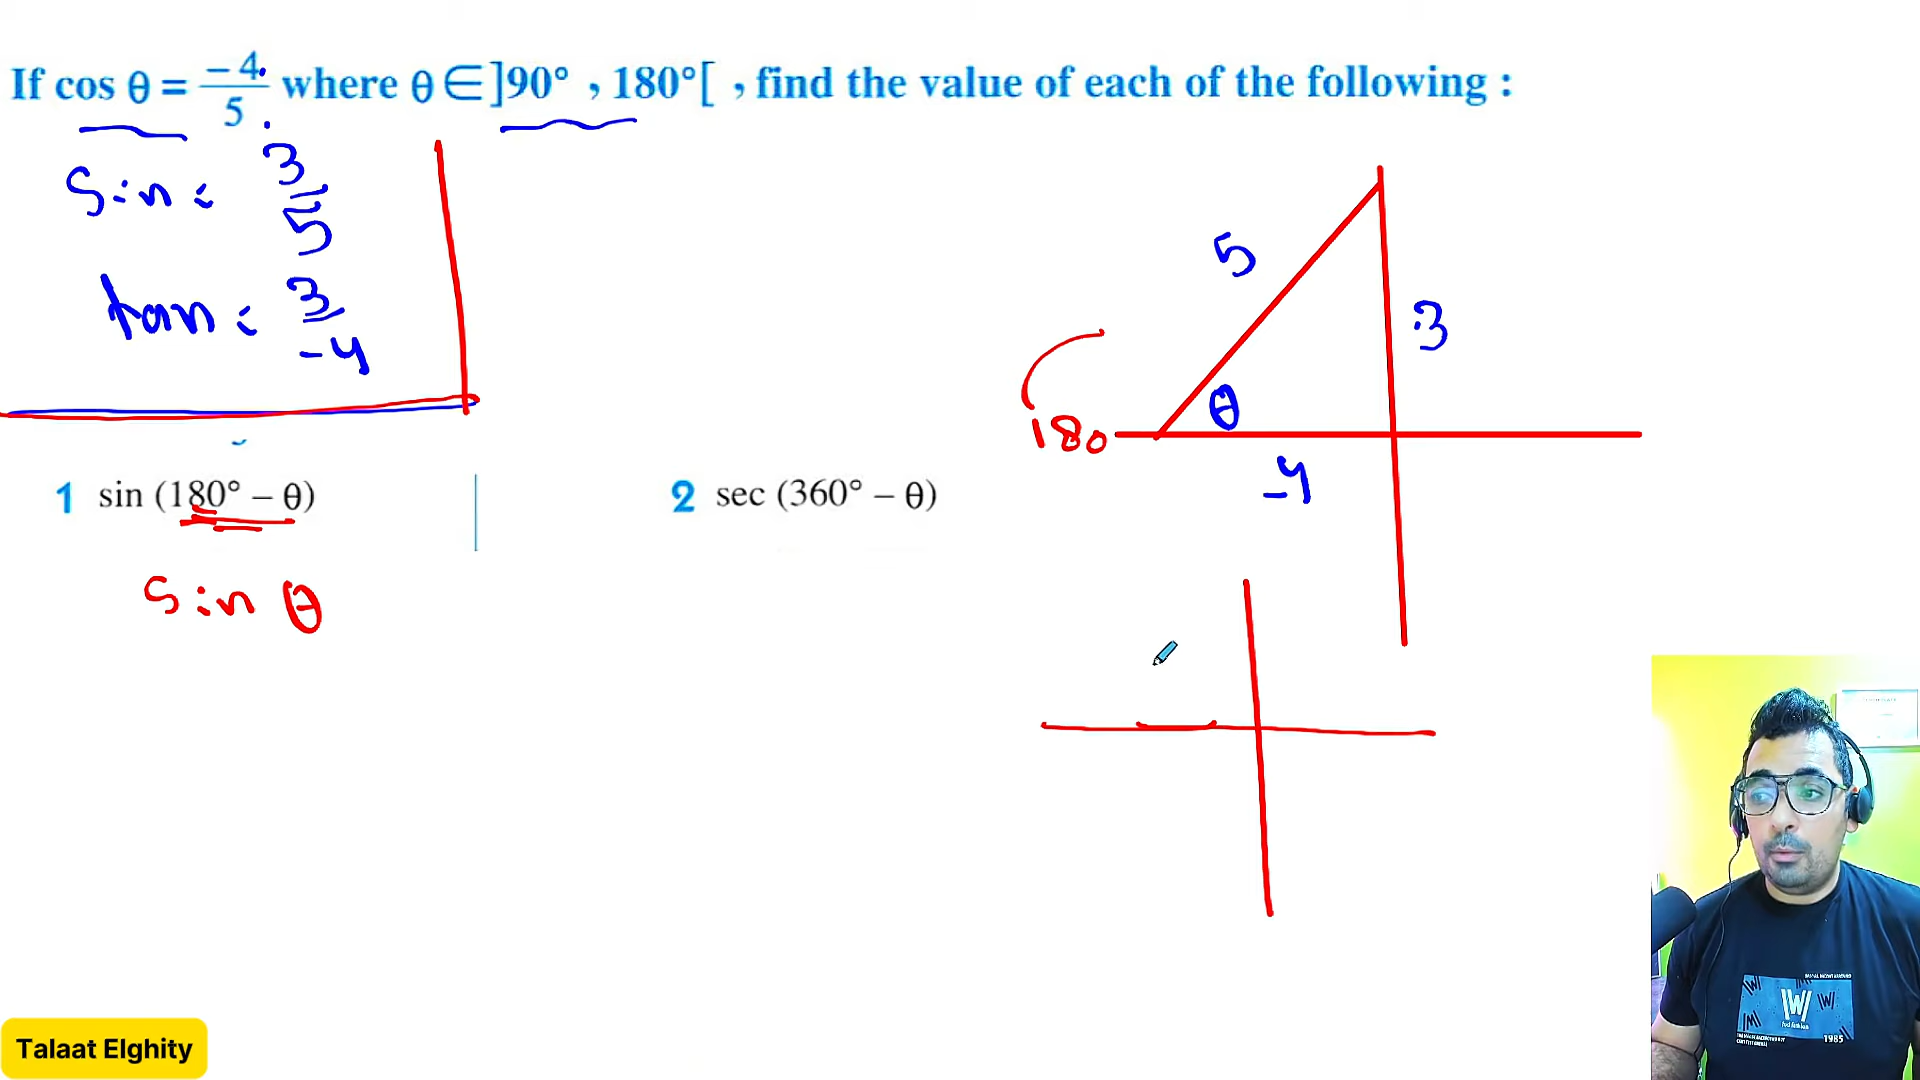 If cos θ = -4/5 where θ ∈ ]90° , 180°[ , find the value of each of the following :
sin = 3/5
tan = 3/-4
5
3
θ
180
-4
1 sin (180° – θ)
2 sec (360° – θ)
sin θ
W
1985
Talaat Elghity